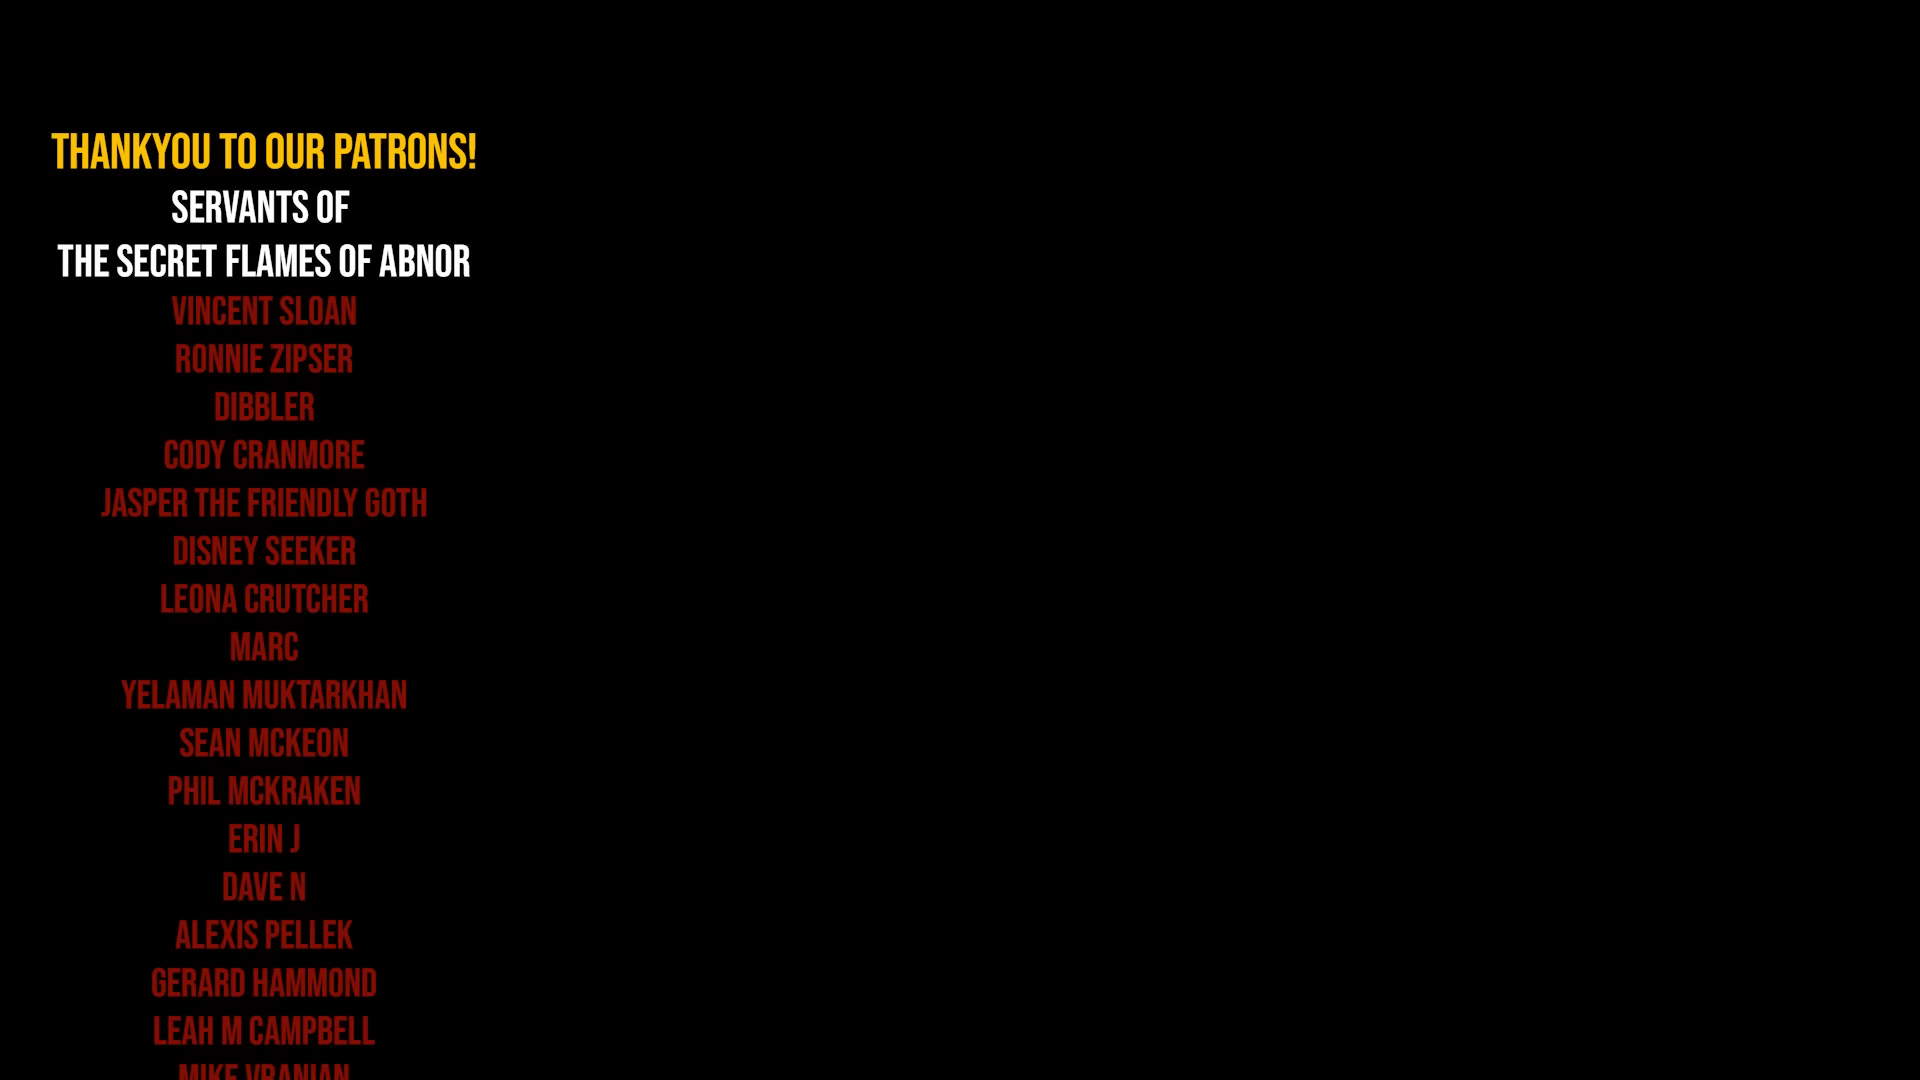 THANKYOU TO OUR PATRONS!
SERVANTS OF
THE SECRET FLAMES OF ABNOR
VINCENT SLOAN
RONNIE ZIPSER
DIBBLER
CODY CRANMORE
JASPER THE FRIENDLY GOTH
DISNEY SEEKER
LEONA CRUTCHER
MARC
YELAMAN MUKTARKHAN
SEAN MCKEON
PHIL MCKRAKEN
ERIN J
DAVE N
ALEXIS PELLEK
GERARD HAMMOND
LEAH M CAMPBELL
MIKE VRANIAN